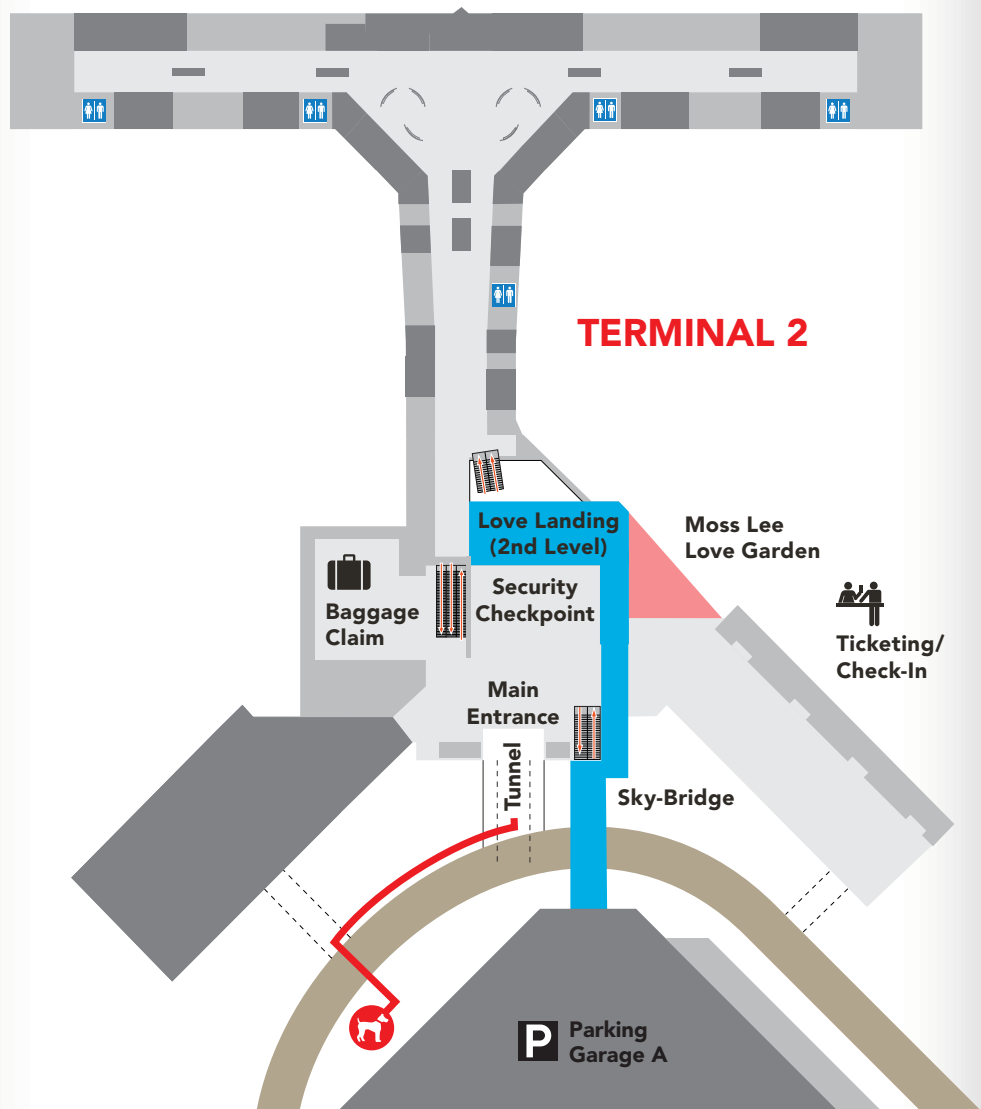 TERMINAL 2
Love Landing
(2nd Level)
Moss Lee
Love Garden
Security
Checkpoint
Baggage
Claim
Ticketing/
Check-In
Main
Entrance
Tunnel
Sky-Bridge
P
Parking
Garage A